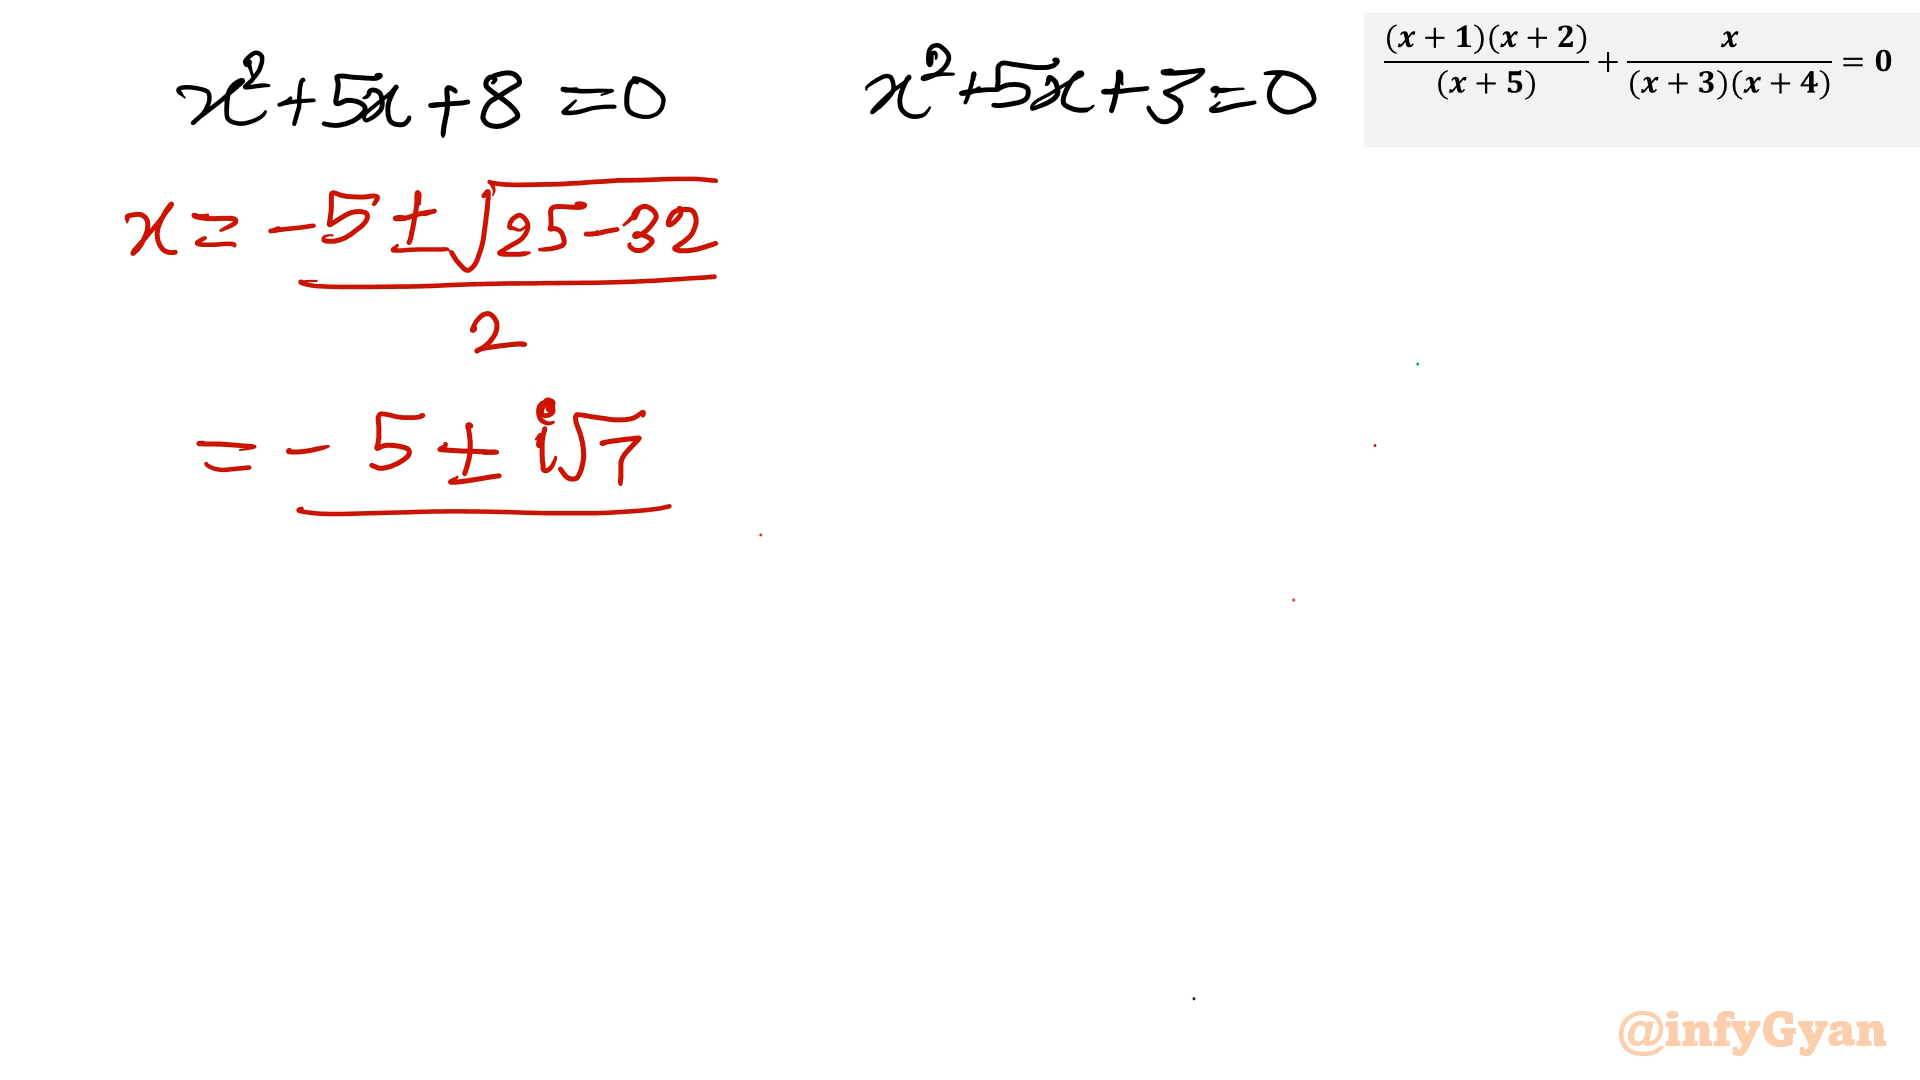 x²+5x+8=0
x = (-5±√(25-32))/2
= (-5±i√7)/
x²+5x+3=0
(x + 1)(x + 2)/(x + 5) + x/((x + 3)(x + 4)) = 0
@infyGyan